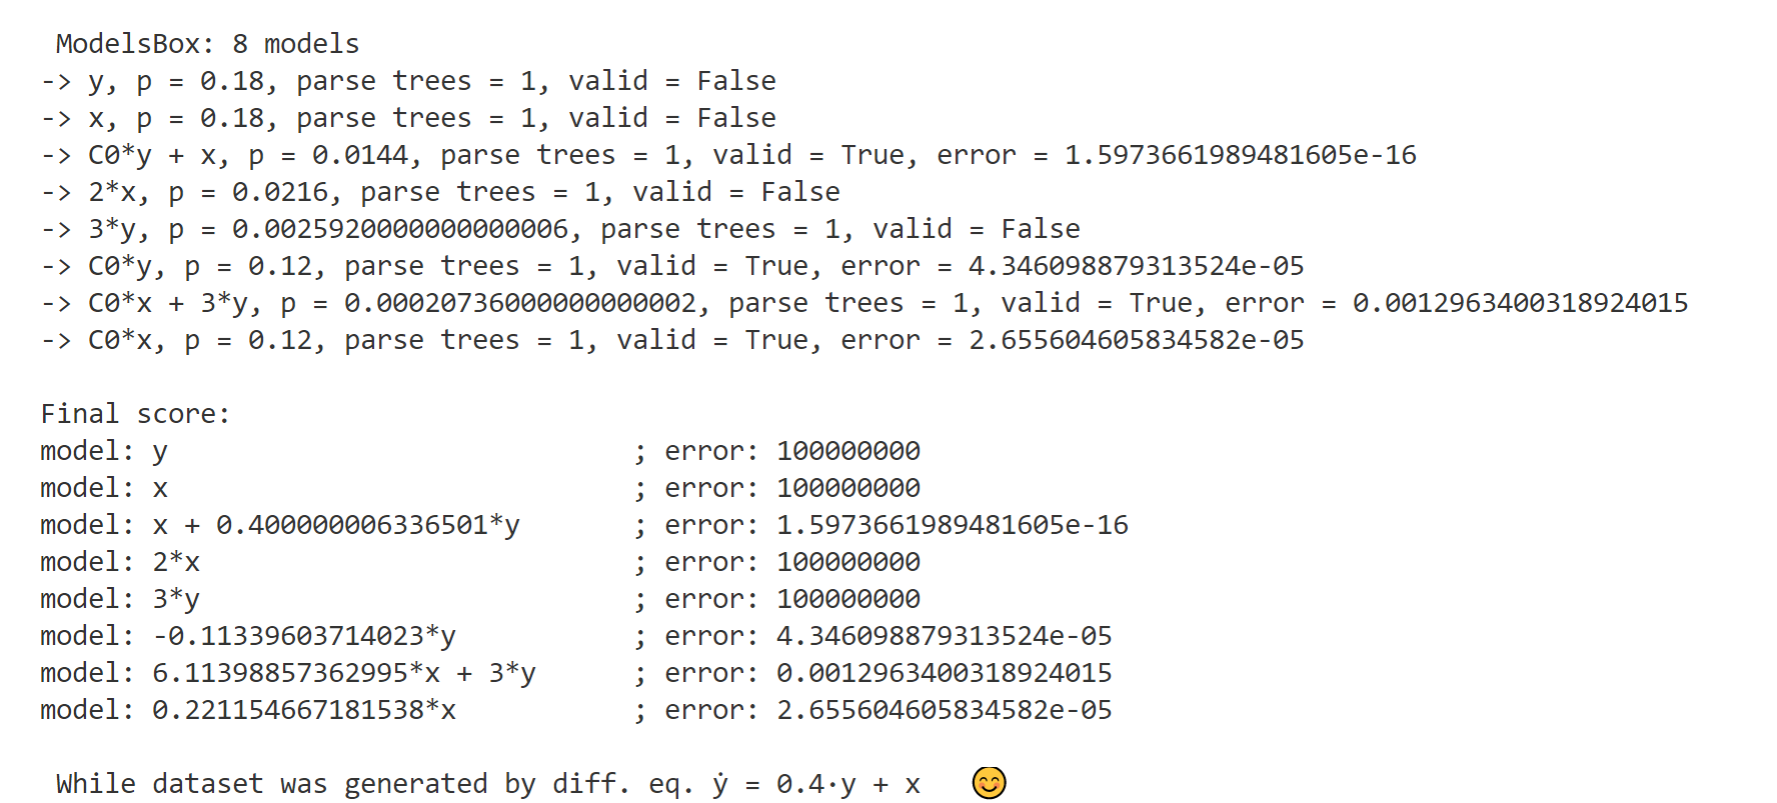 ModelsBox: 8 models
-> y, p = 0.18, parse trees = 1, valid = False
-> x, p = 0.18, parse trees = 1, valid = False
-> C0*y + x, p = 0.0144, parse trees = 1, valid = True, error = 1.5973661989481605e-16
-> 2*x, p = 0.0216, parse trees = 1, valid = False
-> 3*y, p = 0.0025920000000000006, parse trees = 1, valid = False
-> C0*y, p = 0.12, parse trees = 1, valid = True, error = 4.346098879313524e-05
-> C0*x + 3*y, p = 0.00020736000000000002, parse trees = 1, valid = True, error = 0.0012963400318924015
-> C0*x, p = 0.12, parse trees = 1, valid = True, error = 2.655604605834582e-05
Final score:
model: y ; error: 100000000
model: x ; error: 100000000
model: x + 0.400000006336501*y ; error: 1.5973661989481605e-16
model: 2*x ; error: 100000000
model: 3*y ; error: 100000000
model: -0.11339603714023*y ; error: 4.346098879313524e-05
model: 6.11398857362995*x + 3*y ; error: 0.0012963400318924015
model: 0.221154667181538*x ; error: 2.655604605834582e-05
While dataset was generated by diff. eq. ẏ = 0.4·y + x 😊